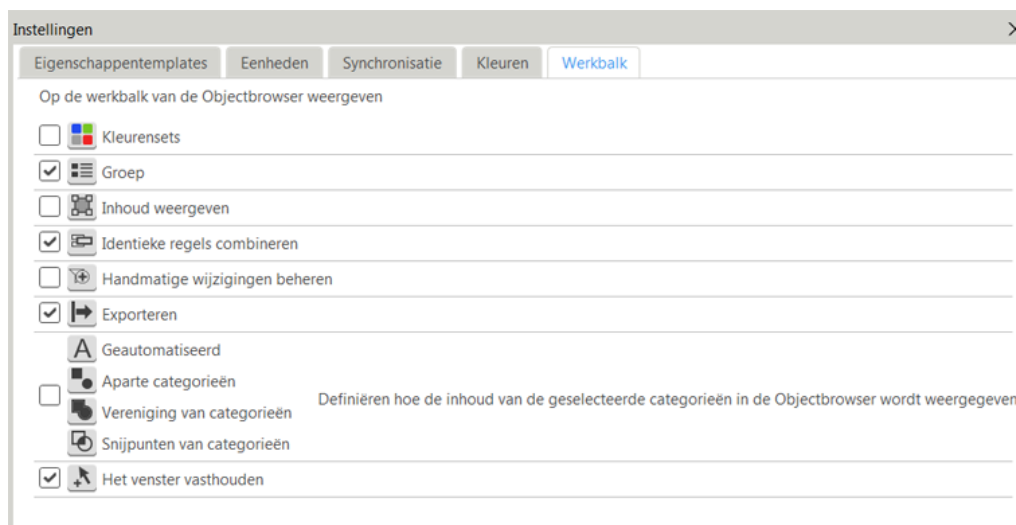 Instellingen
Eigenschappentemplates Eenheden Synchronisatie Kleuren Werkbalk
Op de werkbalk van de Objectbrowser weergeven
Kleurensets
Groep
Inhoud weergeven
Identieke regels combineren
Handmatige wijzigingen beheren
Exporteren
A Geautomatiseerd
Aparte categorieën
Definiëren hoe de inhoud van de geselecteerde categorieën in de Objectbrowser wordt weergegeven
Vereniging van categorieën
Snijpunten van categorieën
Het venster vasthouden